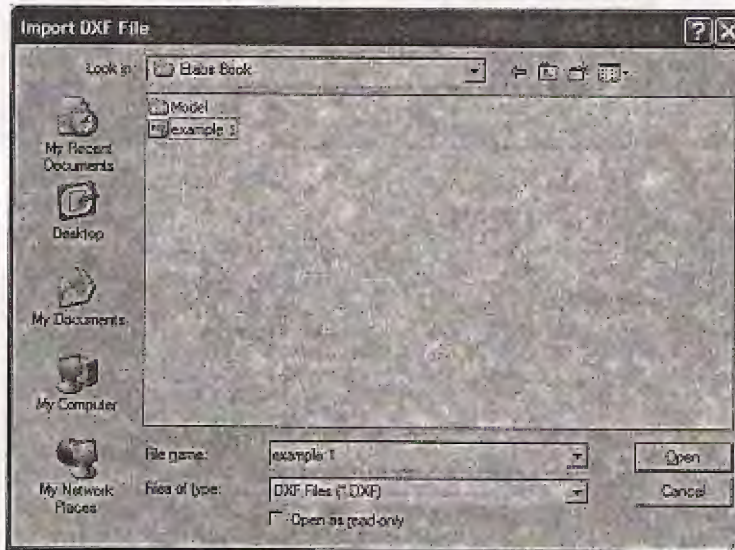 Import DXF File
Look in: Etabs Book
Model
example 1
My Recent
Documents
Desktop
My Documents
My Computer
My Network
Places
File name: example 1 Open
Files of type: DXF Files (*.DXF) Cancel
Open as read-only